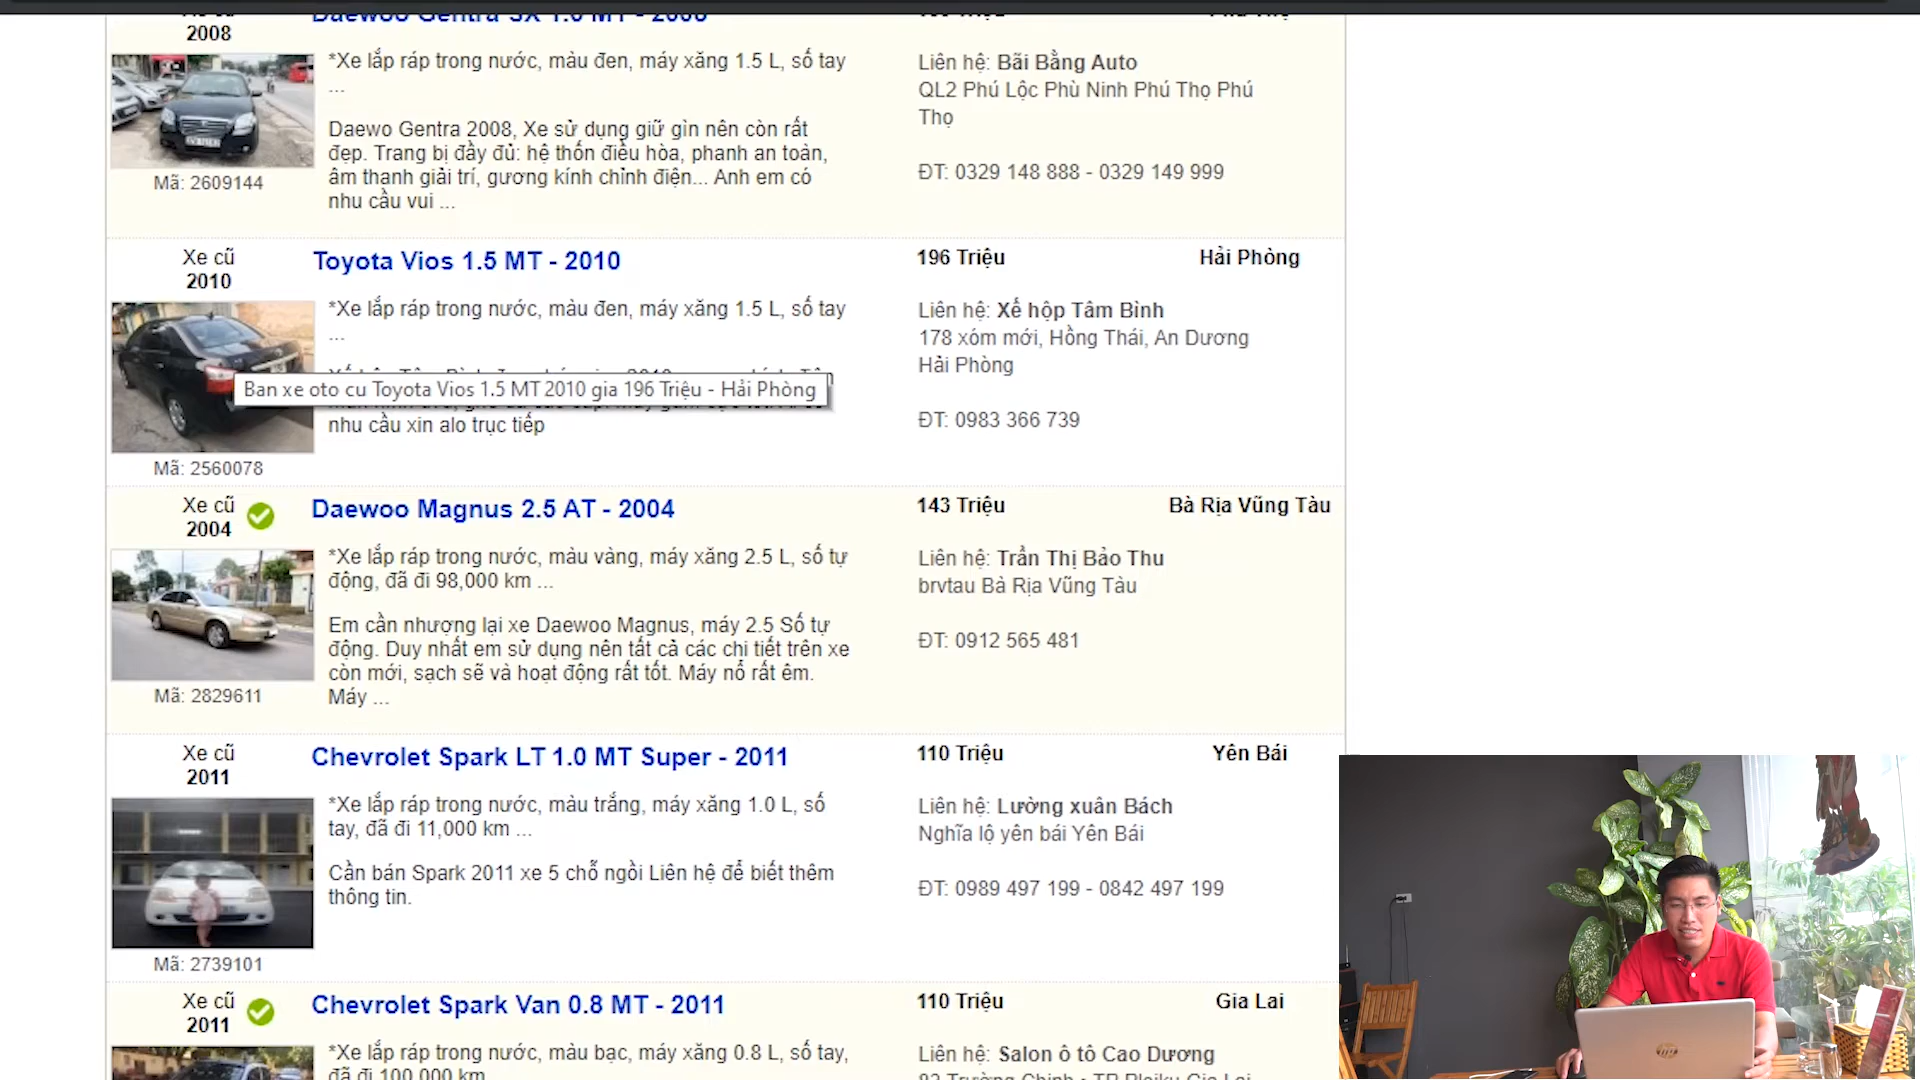 2008
*Xe lắp ráp trong nước, màu đen, máy xăng 1.5 L, số tay
...
Daewo Gentra 2008, Xe sử dụng giữ gìn nên còn rất
đẹp. Trang bị đầy đủ: hệ thốn điều hòa, phanh an toàn,
âm thanh giải trí, gương kính chỉnh điện... Anh em có
nhu cầu vui ...
Mã: 2609144
Liên hệ: Bãi Bằng Auto
QL2 Phú Lộc Phù Ninh Phú Thọ Phú
Thọ
ĐT: 0329 148 888 - 0329 149 999
Xe cũ
2010
Toyota Vios 1.5 MT - 2010
196 Triệu
Hải Phòng
*Xe lắp ráp trong nước, màu đen, máy xăng 1.5 L, số tay
...
Ban xe oto cu Toyota Vios 1.5 MT 2010 gia 196 Triệu - Hải Phòng
nhu cầu xin alo trực tiếp
Mã: 2560078
Liên hệ: Xế hộp Tâm Bình
178 xóm mới, Hồng Thái, An Dương
Hải Phòng
ĐT: 0983 366 739
Xe cũ
2004
Daewoo Magnus 2.5 AT - 2004
143 Triệu
Bà Rịa Vũng Tàu
*Xe lắp ráp trong nước, màu vàng, máy xăng 2.5 L, số tự
động, đã đi 98,000 km ...
Em cần nhượng lại xe Daewoo Magnus, máy 2.5 Số tự
động. Duy nhất em sử dụng nên tất cả các chi tiết trên xe
còn mới, sạch sẽ và hoạt động rất tốt. Máy nổ rất êm.
Máy ...
Mã: 2829611
Liên hệ: Trần Thị Bảo Thu
brvtau Bà Rịa Vũng Tàu
ĐT: 0912 565 481
Xe cũ
2011
Chevrolet Spark LT 1.0 MT Super - 2011
110 Triệu
Yên Bái
*Xe lắp ráp trong nước, màu trắng, máy xăng 1.0 L, số
tay, đã đi 11,000 km ...
Cần bán Spark 2011 xe 5 chỗ ngồi Liên hệ để biết thêm
thông tin.
Mã: 2739101
Liên hệ: Lường xuân Bách
Nghĩa lộ yên bái Yên Bái
ĐT: 0989 497 199 - 0842 497 199
Xe cũ
2011
Chevrolet Spark Van 0.8 MT - 2011
110 Triệu
Gia Lai
*Xe lắp ráp trong nước, màu bạc, máy xăng 0.8 L, số tay,
đã đi 100,000 km
Liên hệ: Salon ô tô Cao Dương
hp